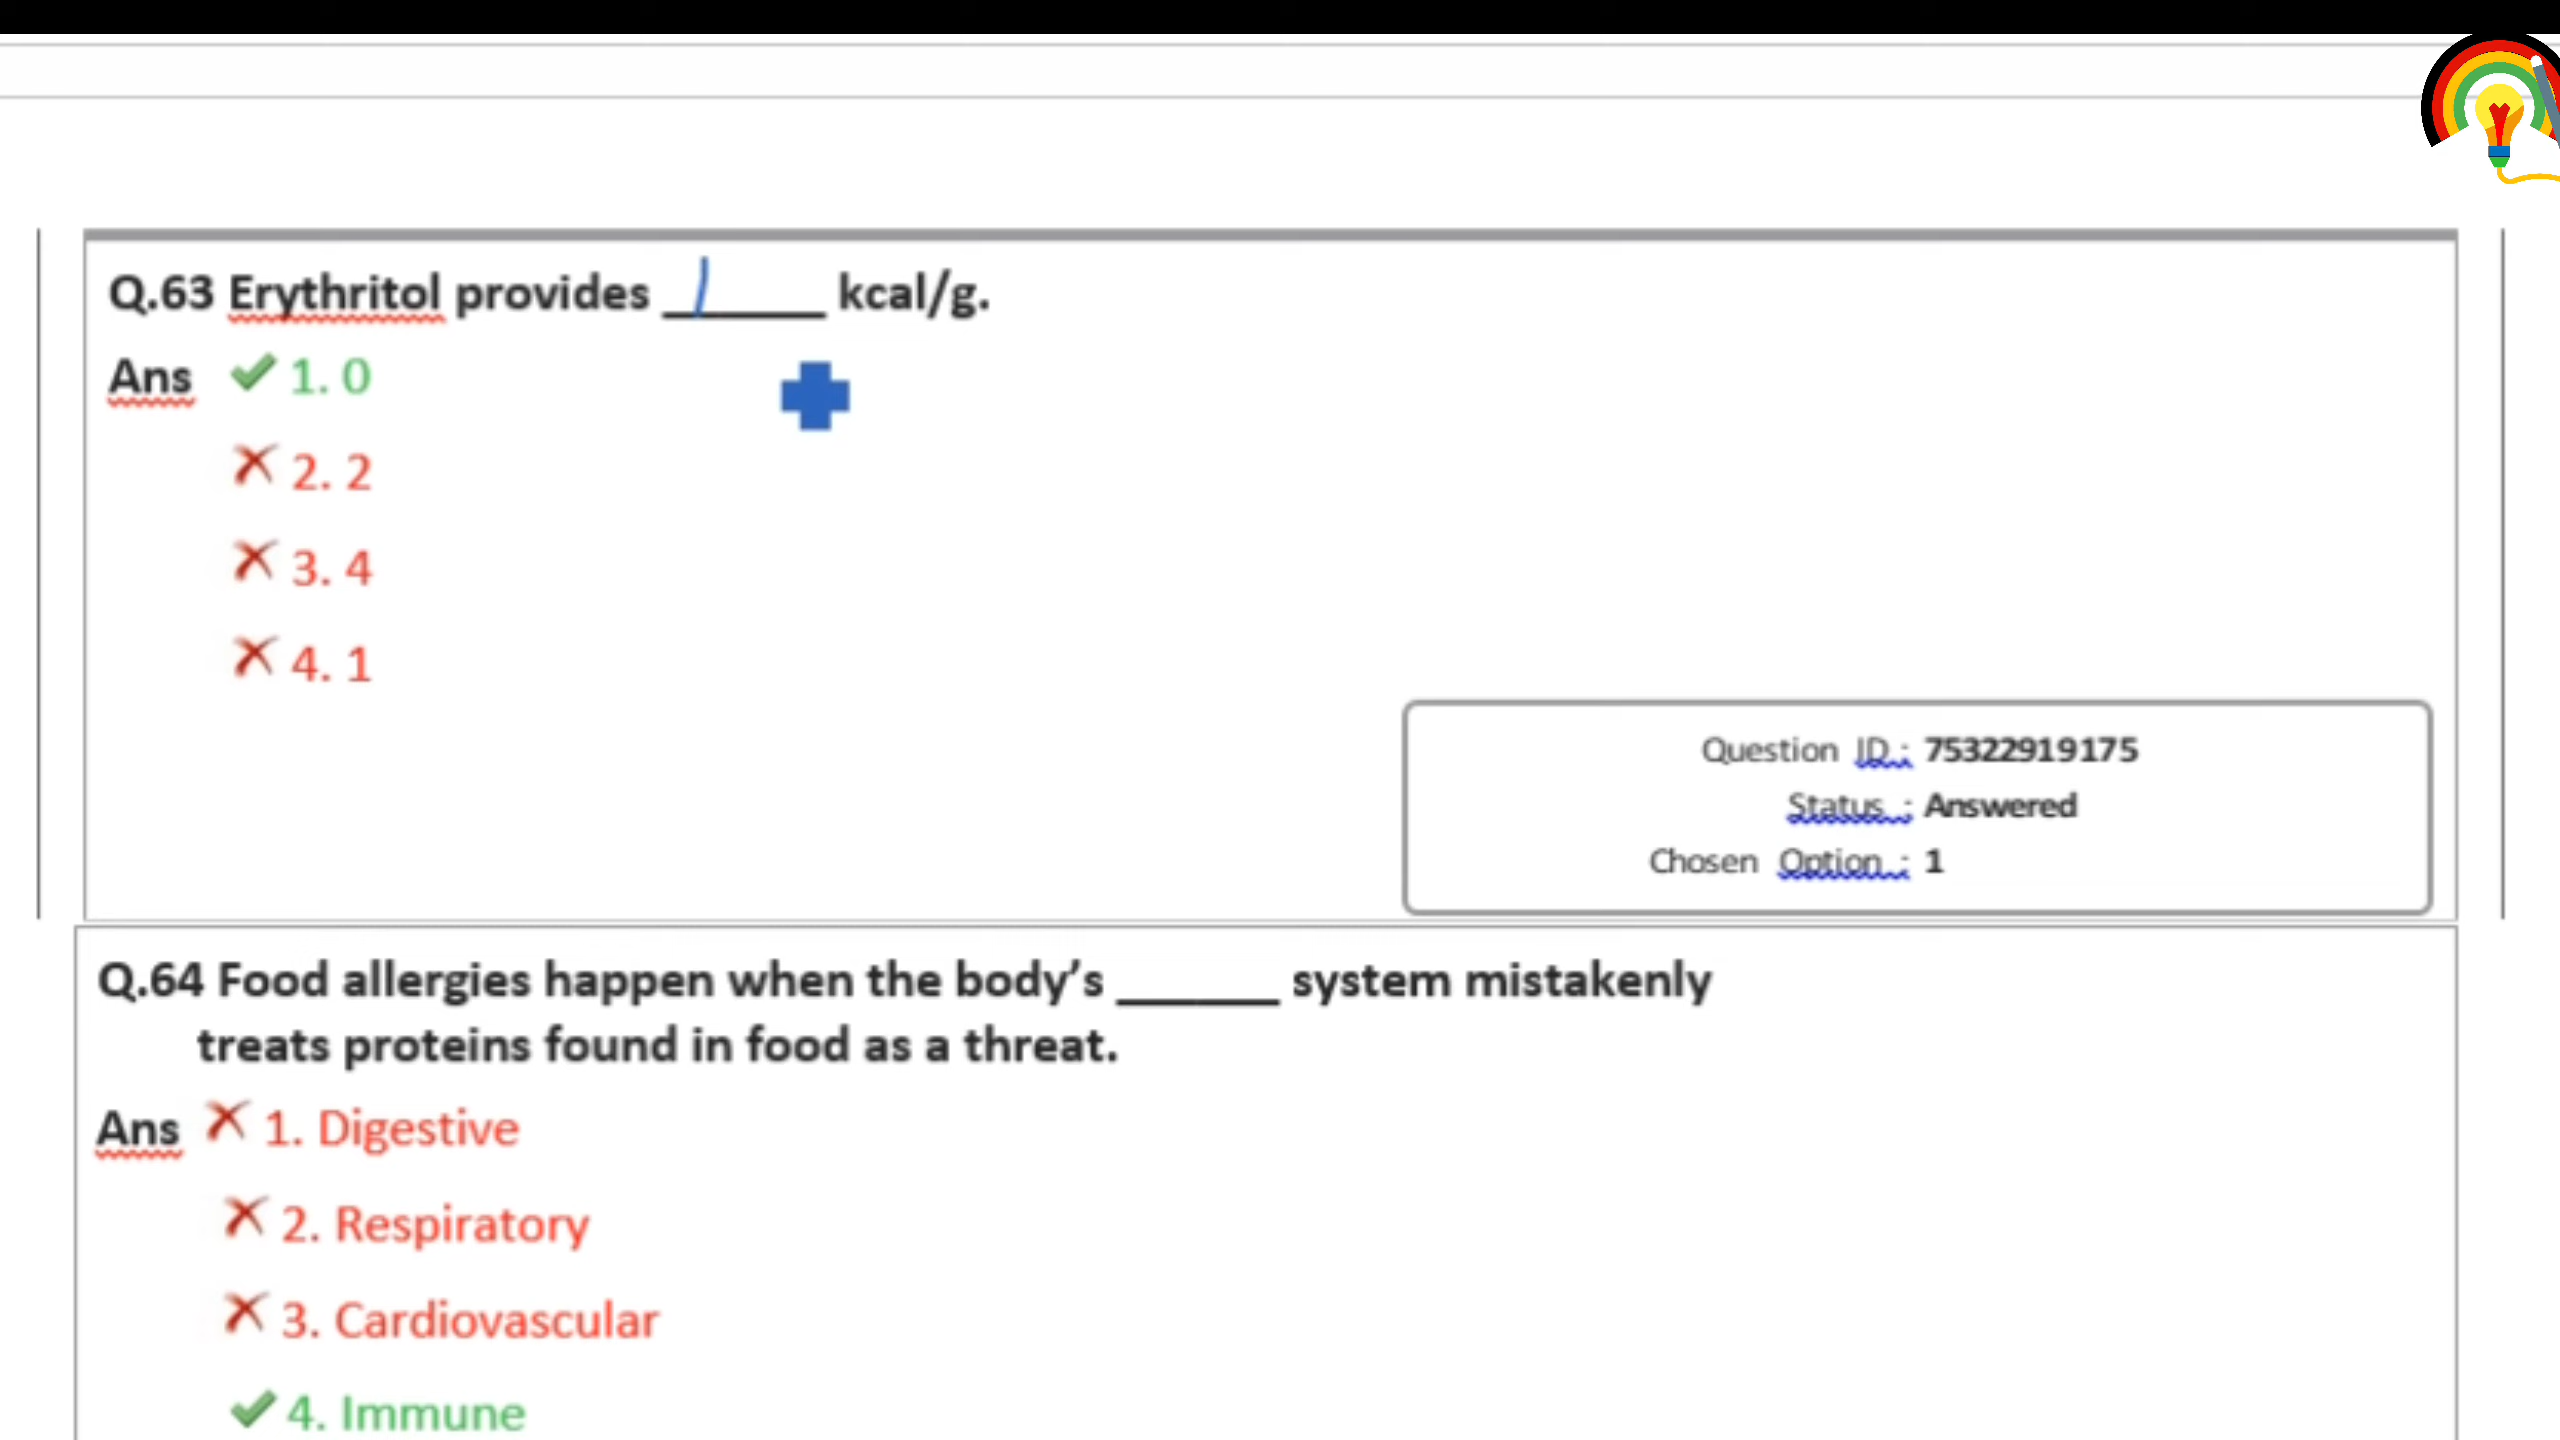 Q.63 Erythritol provides ______ kcal/g.
Ans 1. 0
2. 2
3. 4
4. 1
Question ID : 75322919175
Status : Answered
Chosen Option : 1
Q.64 Food allergies happen when the body's ______ system mistakenly
treats proteins found in food as a threat.
Ans 1. Digestive
2. Respiratory
3. Cardiovascular
4. Immune